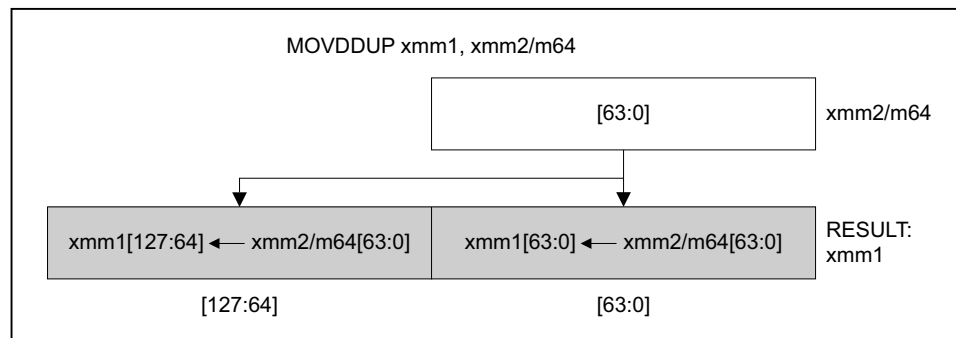 MOVDDUP xmm1, xmm2/m64
[63:0]
xmm2/m64
xmm1[127:64] ← xmm2/m64[63:0]
xmm1[63:0] ← xmm2/m64[63:0]
RESULT:
xmm1
[127:64]
[63:0]